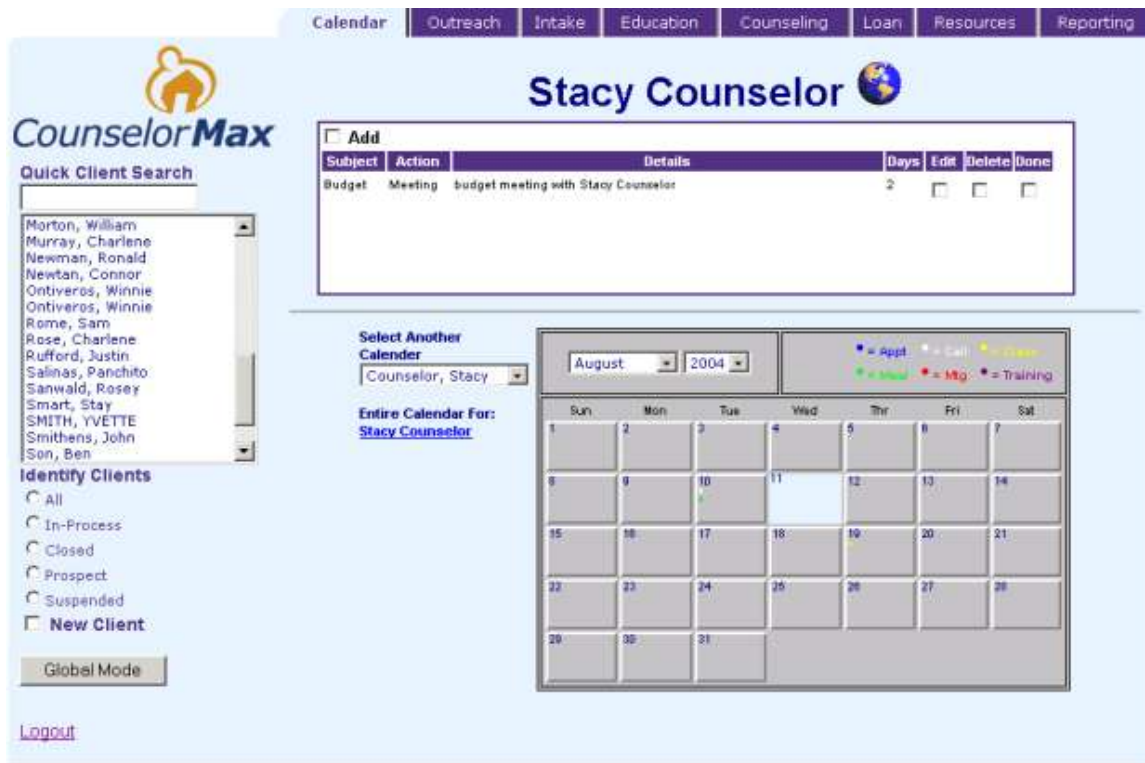 Calendar Outreach Intake Education Counseling Loan Resources Reporting
CounselorMax
Stacy Counselor
Quick Client Search
Morton, William
Murray, Charlene
Newman, Ronald
Newtan, Connor
Ontiveros, Winnie
Ontiveros, Winnie
Rome, Sam
Rose, Charlene
Rufford, Justin
Salinas, Panchito
Sanwald, Rosey
Smart, Stay
SMITH, YVETTE
Smithens, John
Son, Ben
Identify Clients
All
In-Process
Closed
Prospect
Suspended
New Client
Global Mode
Logout
Add
Subject Action Details Days Edit Delete Done
Budget Meeting budget meeting with Stacy Counselor 2
Select Another
Calender
Counselor, Stacy
Entire Calendar For:
Stacy Counselor
August 2004
= Appt = Call = Class
= Mtg = Training
Sun Mon Tue Wed Thr Fri Sat
1 2 3 4 5 6 7
8 9 10 11 12 13 14
15 16 17 18 19 20 21
22 23 24 25 26 27 28
29 30 31